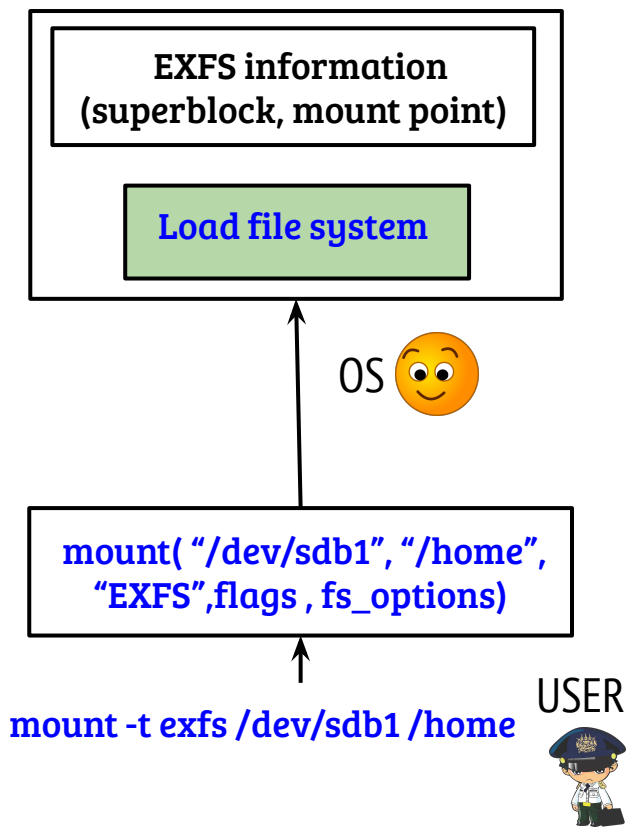 EXFS information
(superblock, mount point)
Load file system
OS
mount( “/dev/sdb1”, “/home”,
“EXFS”,flags , fs_options)
USER
mount -t exfs /dev/sdb1 /home